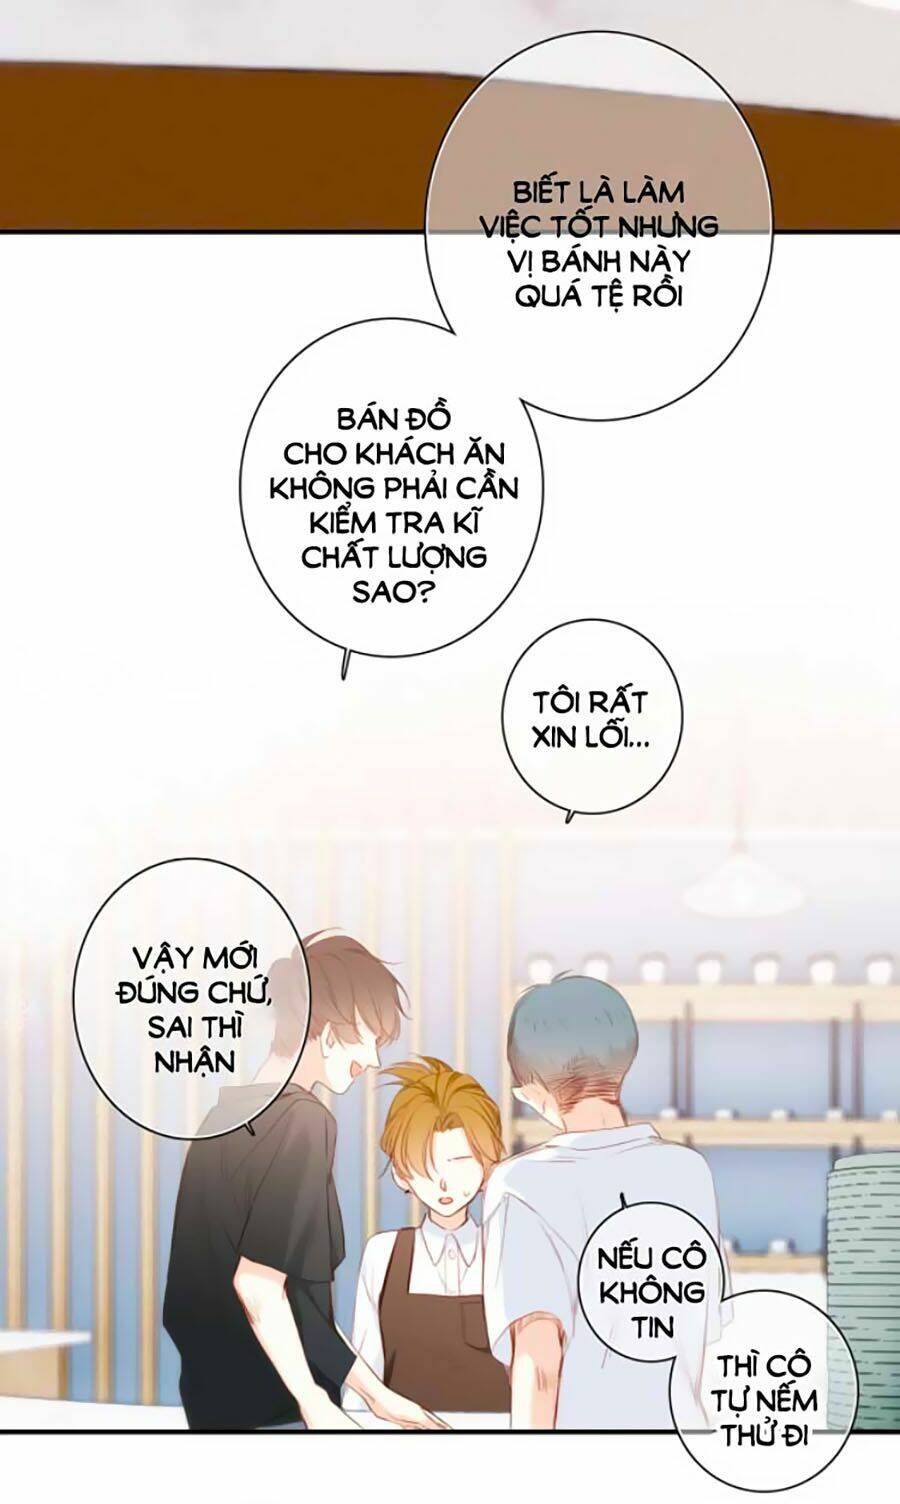 BIẾT LÀ LÀM
VIỆC TỐT NHƯNG
VỊ BÁNH NÀY
QUÁ TỆ RỒI
BÁN ĐỒ
CHO KHÁCH ĂN
KHÔNG PHẢI CẦN
KIỂM TRA KĨ
CHẤT LƯỢNG
SAO?
TÔI RẤT
XIN LỖI...
VẬY MỚI
ĐÚNG CHỨ,
SAI THÌ
NHẬN
NẾU CÔ
KHÔNG
TIN
THÌ CÔ
TỰ NẾM
THỬ ĐI